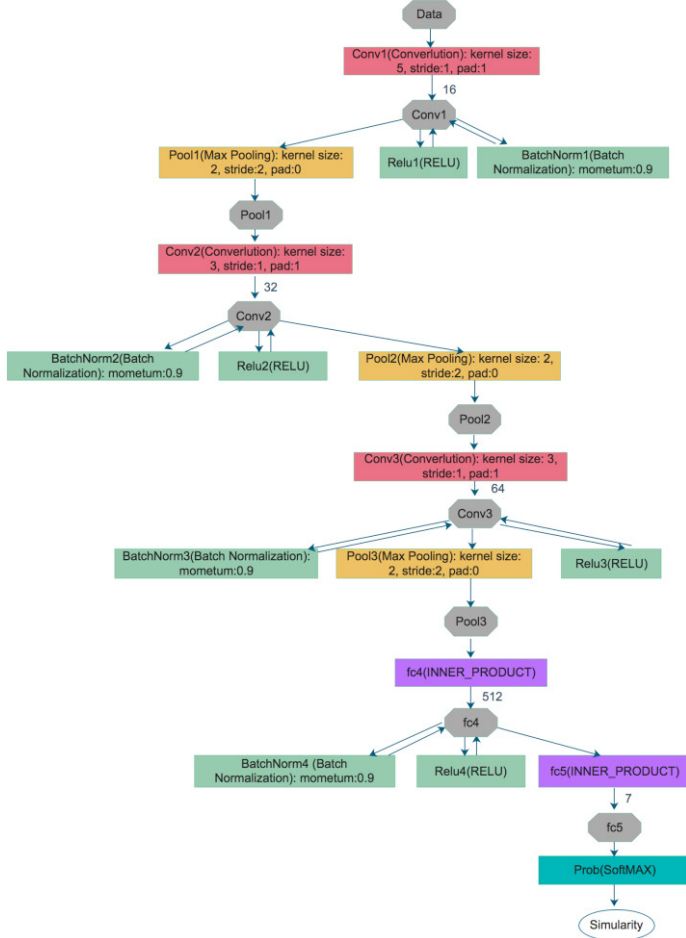 Data
Conv1(Converlution): kernel size:
5, stride:1, pad:1
16
Conv1
Pool1(Max Pooling): kernel size:
2, stride:2, pad:0
Relu1(RELU)
BatchNorm1(Batch
Normalization): mometum:0.9
Pool1
Conv2(Converlution): kernel size:
3, stride:1, pad:1
32
Conv2
BatchNorm2(Batch
Normalization): mometum:0.9
Relu2(RELU)
Pool2(Max Pooling): kernel size: 2,
stride:2, pad:0
Pool2
Conv3(Converlution): kernel size: 3,
stride:1, pad:1
64
Conv3
BatchNorm3(Batch Normalization):
mometum:0.9
Pool3(Max Pooling): kernel size:
2, stride:2, pad:0
Relu3(RELU)
Pool3
fc4(INNER_PRODUCT)
512
fc4
BatchNorm4 (Batch
Normalization): mometum:0.9
Relu4(RELU)
fc5(INNER_PRODUCT)
7
fc5
Prob(SoftMAX)
Simularity